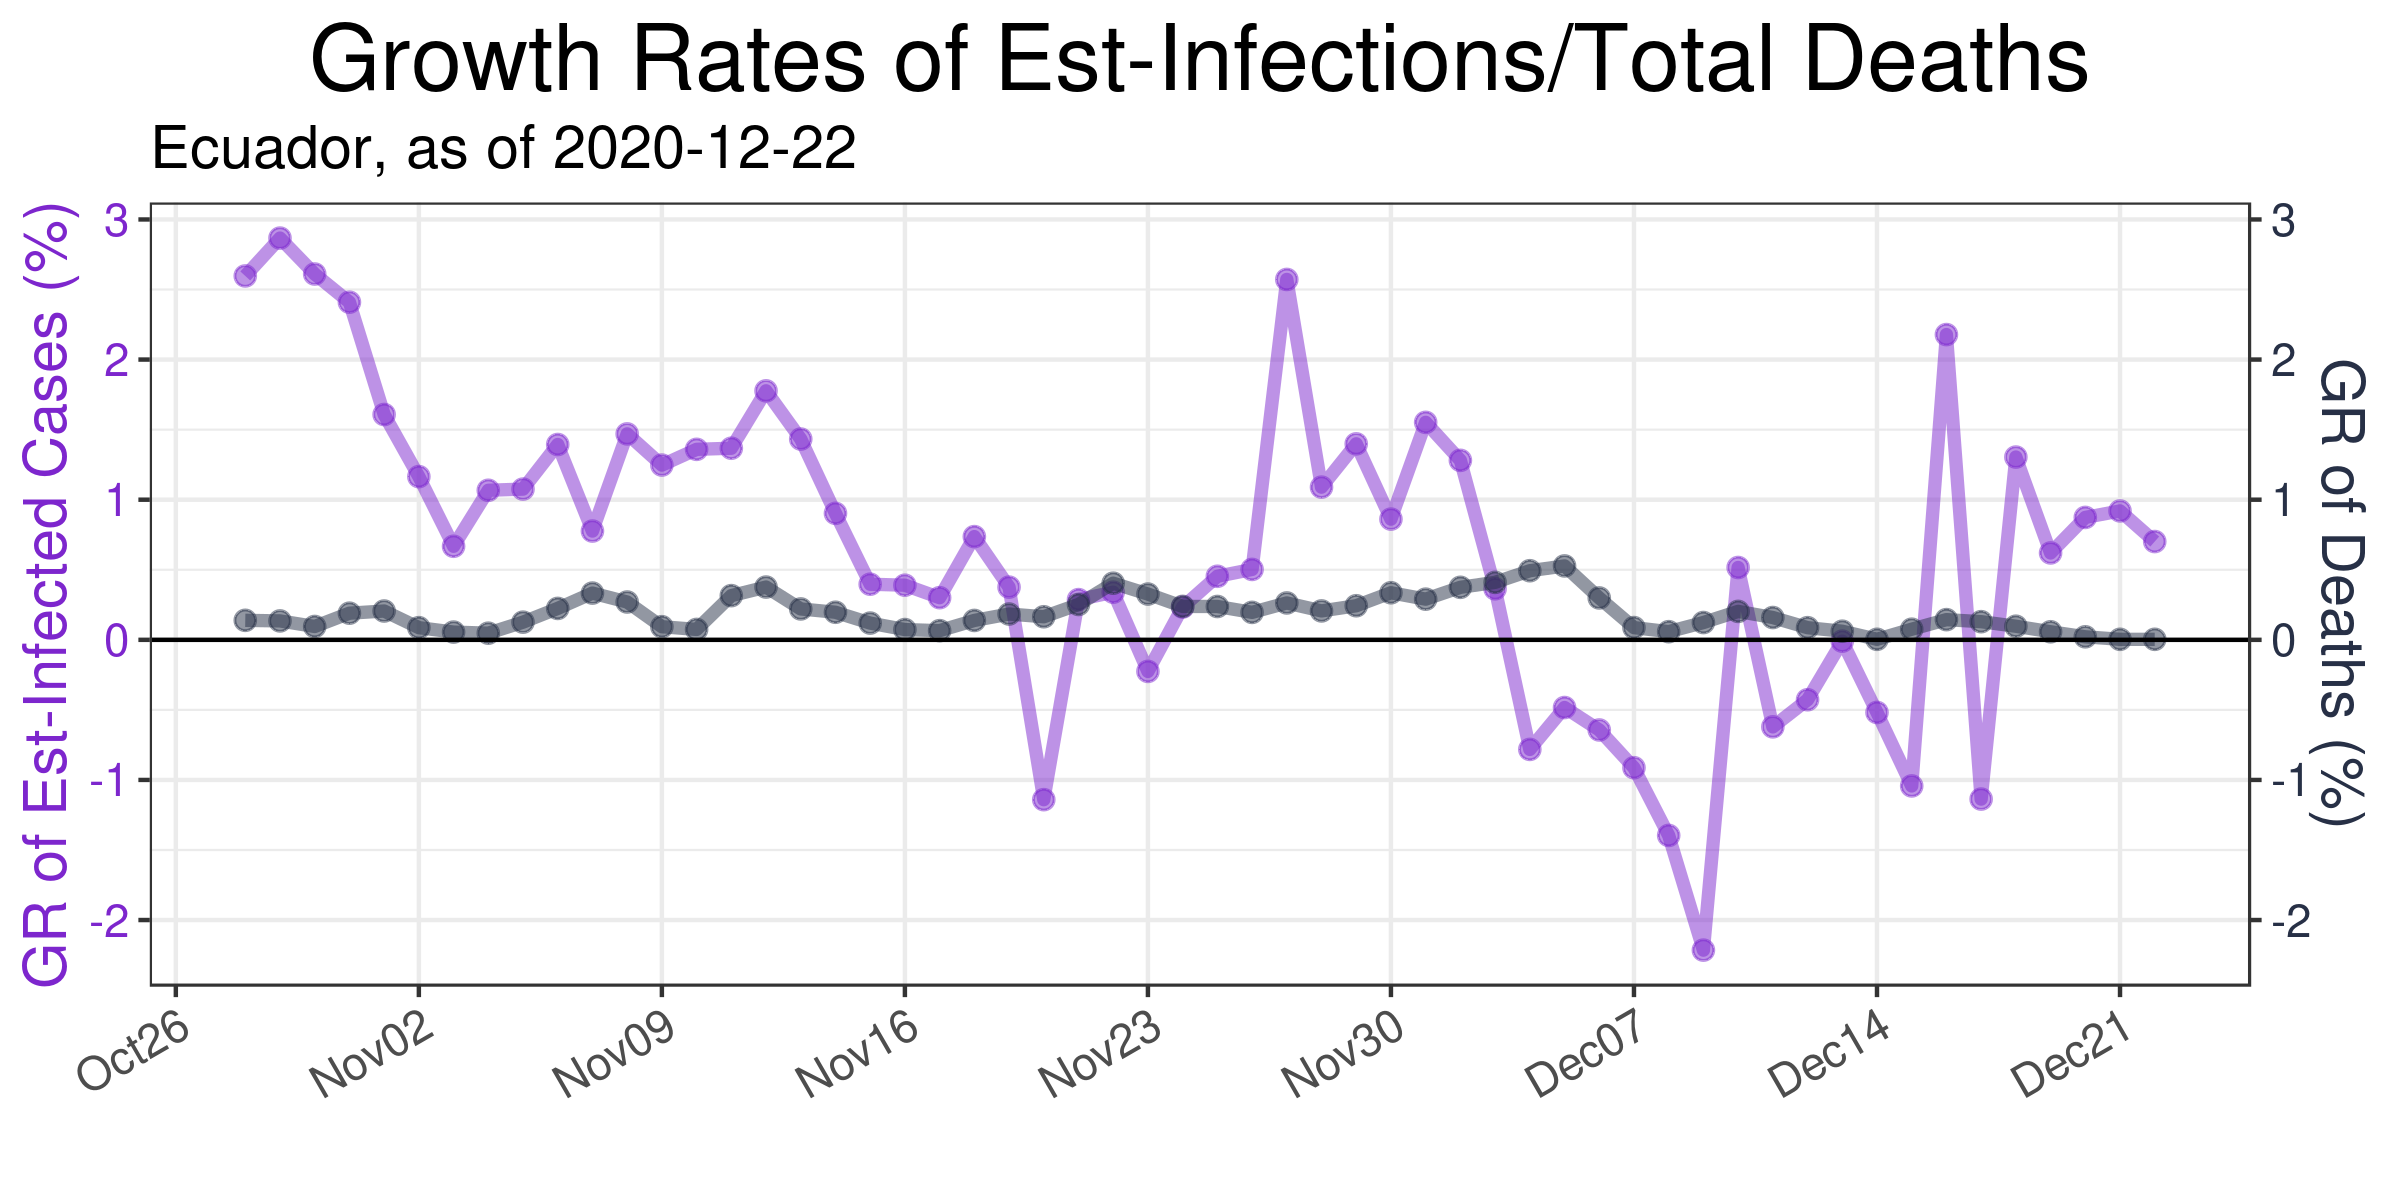 Growth Rates of Est-Infections/Total Deaths
Ecuador, as of 2020-12-22
GR of Est-Infected Cases (%)
3
2
1
0
-1
-2
3
2
1
0
-1
-2
GR of Deaths (%)
Oct26
Nov02
Nov09
Nov16
Nov23
Nov30
Dec07
Dec14
Dec21